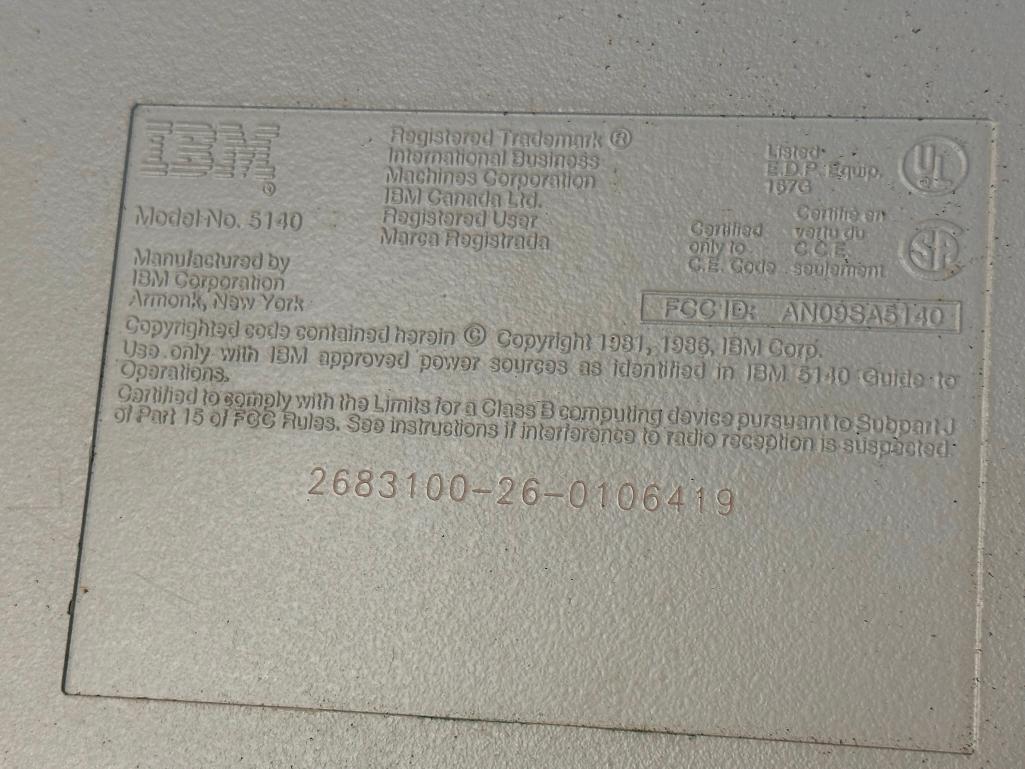 IBM®
Model No. 5140
Manufactured by
IBM Corporation
Armonk, New York
Registered Trademark ®
International Business
Machines Corporation
IBM Canada Ltd.
Registered User
Marca Registrada
Listed
E.D.P. Equip.
167G
UL
Certified
only to
C.E. Code
Certifié en
vertu du
C.C.E.
seulement
SA
FCC ID: AN09SA5140
Copyrighted code contained herein © Copyright 1981, 1986, IBM Corp.
Use only with IBM approved power sources as identified in IBM 5140 Guide to
Operations.
Certified to comply with the Limits for a Class B computing device pursuant to Subpart J
of Part 15 of FCC Rules. See instructions if interference to radio reception is suspected.
2683100-26-0106419